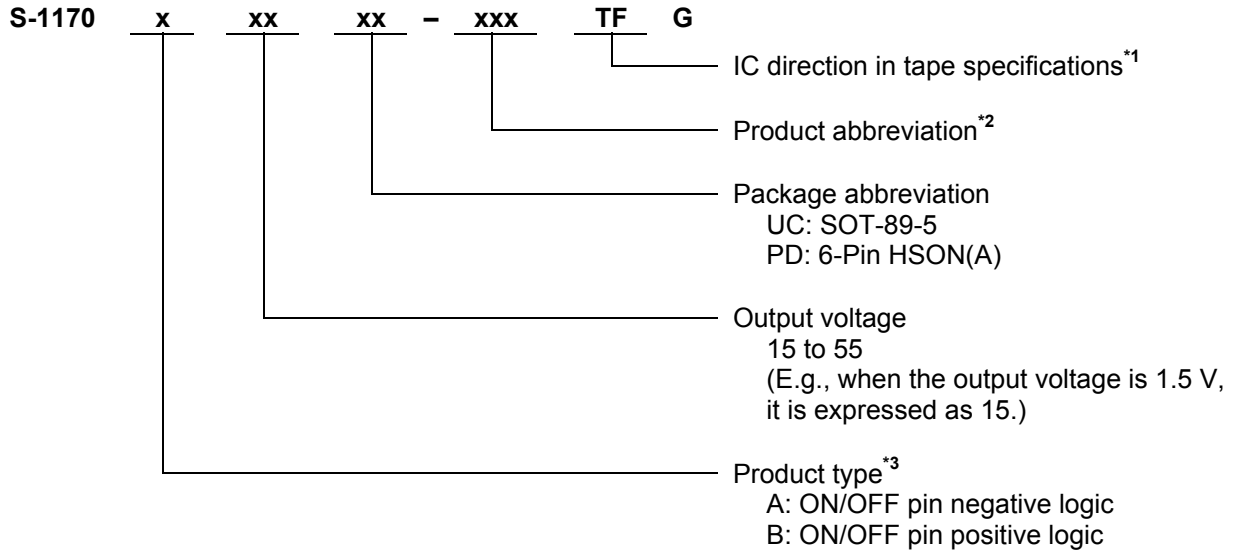 S-1170 x xx xx – xxx TF G
IC direction in tape specifications*1
Product abbreviation*2
Package abbreviation
UC: SOT-89-5
PD: 6-Pin HSON(A)
Output voltage
15 to 55
(E.g., when the output voltage is 1.5 V,
it is expressed as 15.)
Product type*3
A: ON/OFF pin negative logic
B: ON/OFF pin positive logic